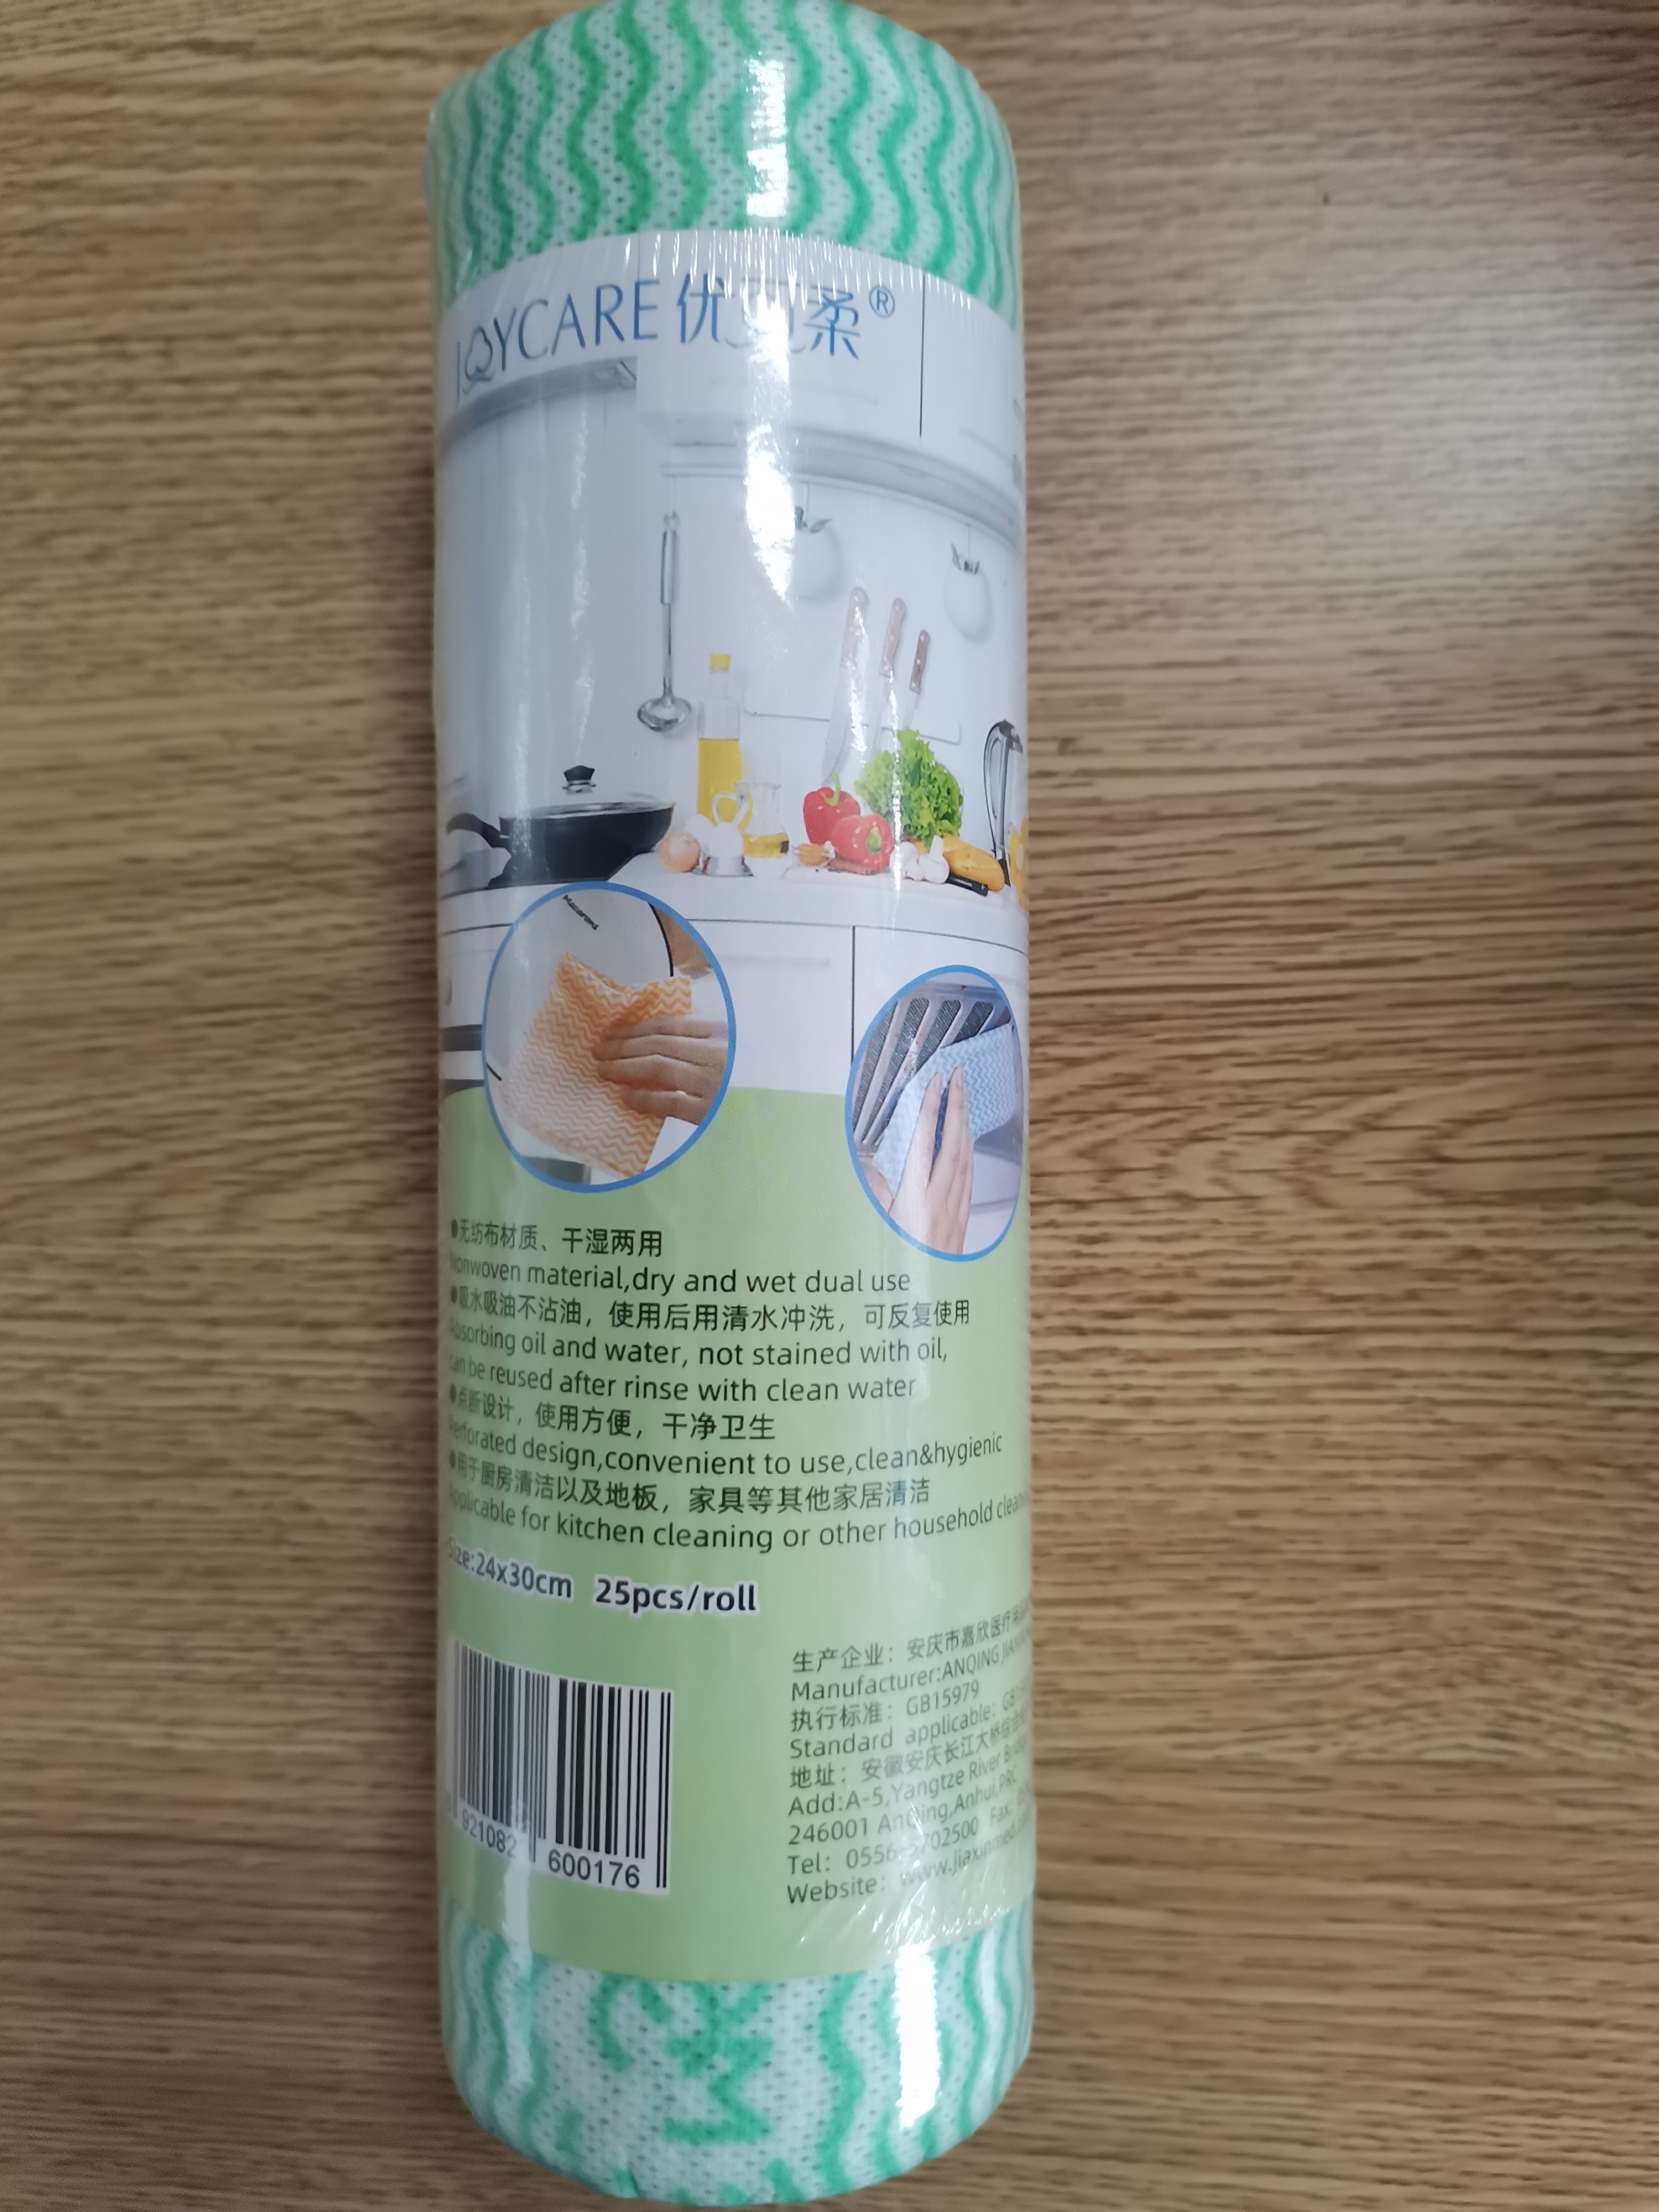 JOYCARE 优 柔®
●无纺布材质、干湿两用
Nonwoven material,dry and wet dual use
●吸水吸油不沾油，使用后用清水冲洗，可反复使用
Absorbing oil and water, not stained with oil,
can be reused after rinse with clean water
●点断设计，使用方便，干净卫生
Perforated design,convenient to use,clean&hygienic
●用于厨房清洁以及地板，家具等其他家居清洁
Applicable for kitchen cleaning or other household
Size:24x30cm 25pcs/roll
生产企业：安庆市嘉欣医疗
Manufacturer:ANQING
执行标准：GB15979
Standard applicable:
地址：安徽安庆长江大桥
Add:A-5,Yangtze River
246001 AnQing,Anhui,PRC Fax:
Tel: 0556-5702500
Website:
921082 600176